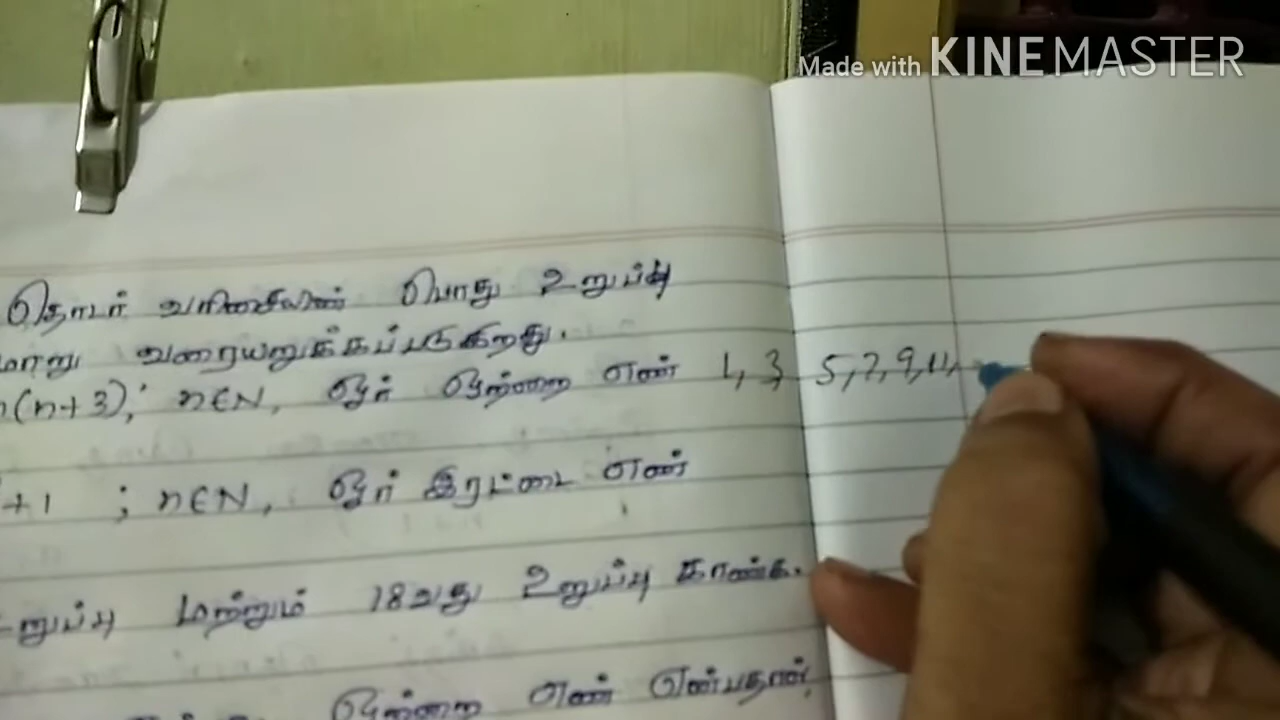 Made with KINEMASTER
தொடர் வரிசையின் பொது உறுப்பு
மாறு வரையறுக்கப்படுகிறது.
n(n+3); n∈N, ஓர் ஒற்றை எண் 1, 3, 5, 7, 9, 11,
+1 ; n∈N, ஓர் இரட்டை எண்
உறுப்பு மற்றும் 18வது உறுப்பு காண்க.
ஒற்றை எண் என்பதான்,